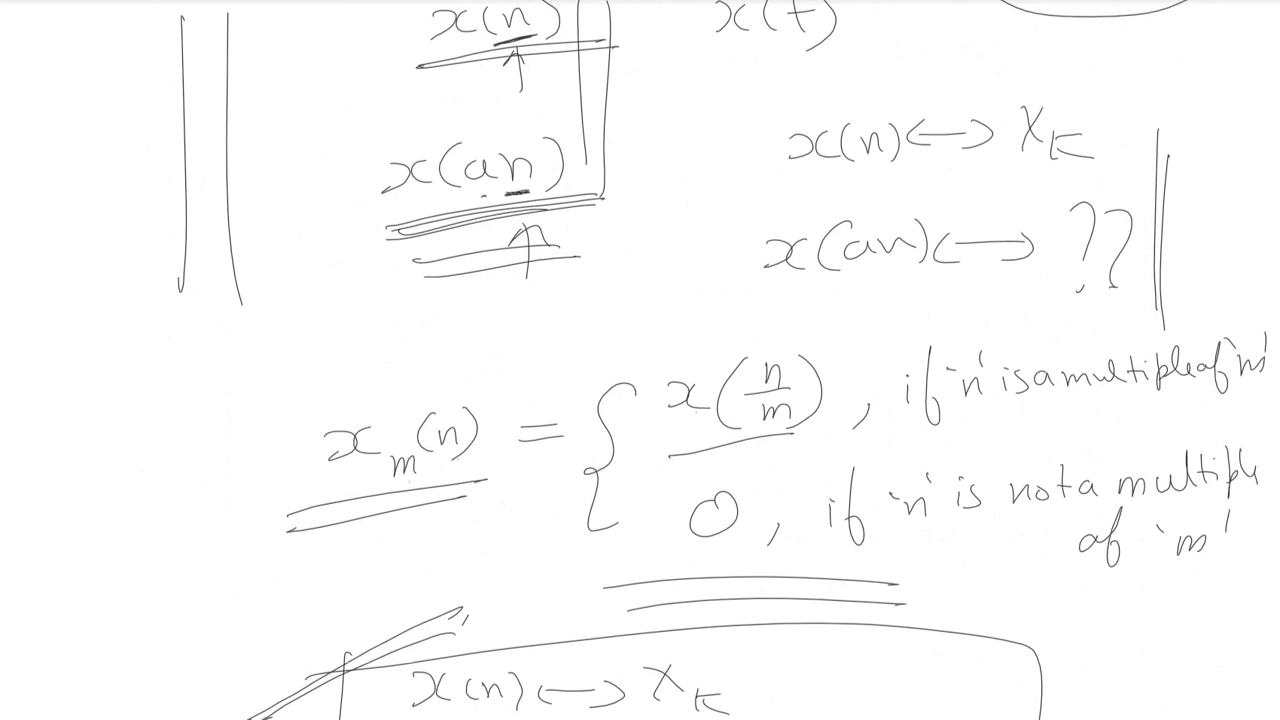 x(n) x(t)
x(n) ⟷ X_K
x(an)
x(an) ⟷ ??
x_m(n) = { x(n/m), if 'n' is a multiple of 'm'
0, if 'n' is not a multiple
of 'm'
x(n) ⟷ X_K